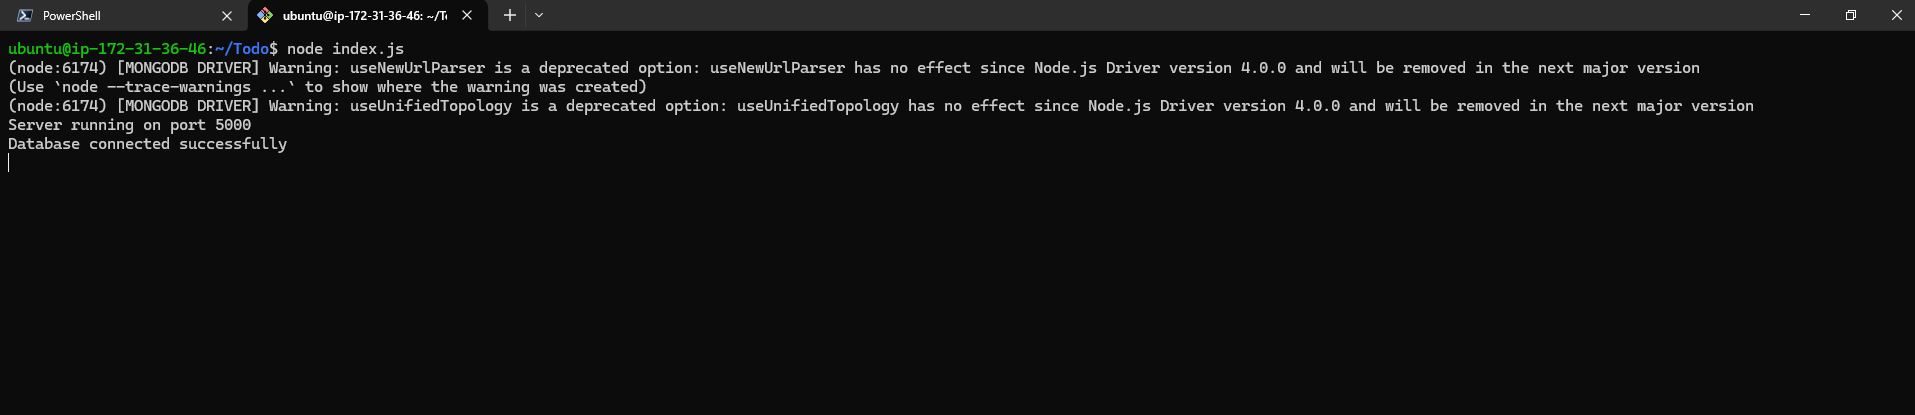 PowerShell
ubuntu@ip-172-31-36-46: ~/To
ubuntu@ip-172-31-36-46:~/Todo$ node index.js
(node:6174) [MONGODB DRIVER] Warning: useNewUrlParser is a deprecated option: useNewUrlParser has no effect since Node.js Driver version 4.0.0 and will be removed in the next major version
(Use `node --trace-warnings ...` to show where the warning was created)
(node:6174) [MONGODB DRIVER] Warning: useUnifiedTopology is a deprecated option: useUnifiedTopology has no effect since Node.js Driver version 4.0.0 and will be removed in the next major version
Server running on port 5000
Database connected successfully